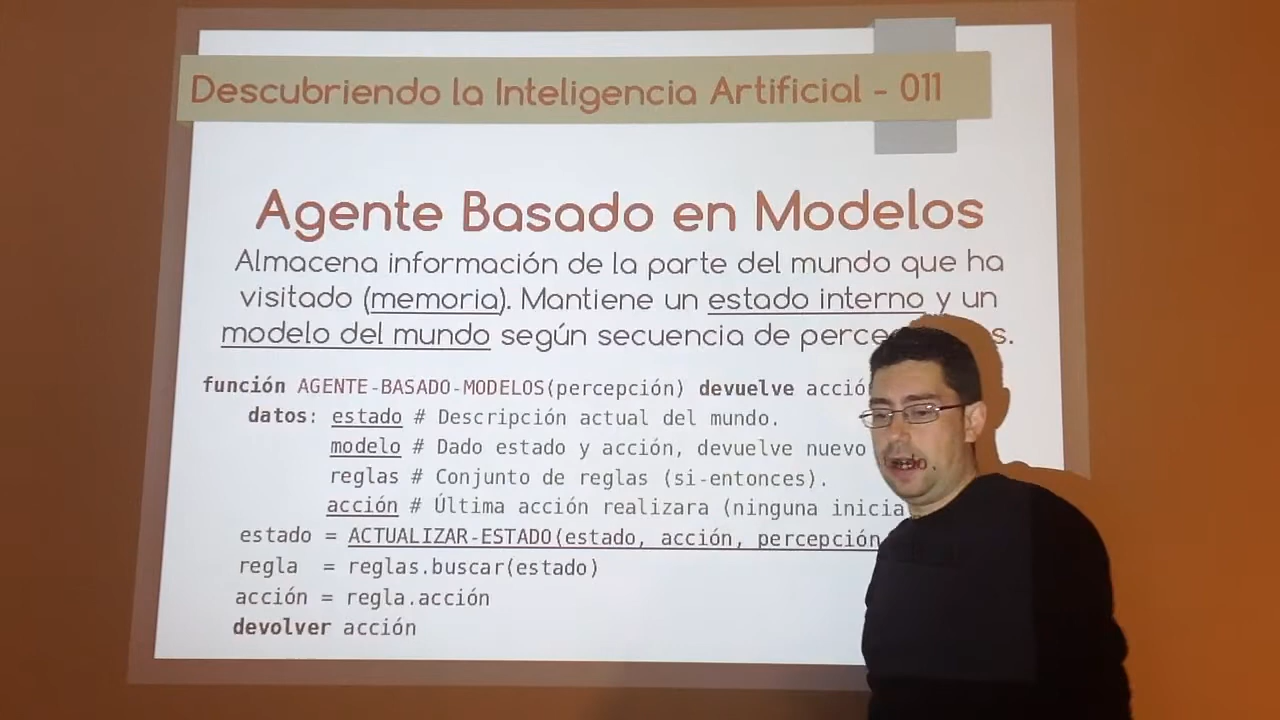 Descubriendo la Inteligencia Artificial - 011
Agente Basado en Modelos
Almacena información de la parte del mundo que ha
visitado (memoria). Mantiene un estado interno y un
modelo del mundo según secuencia de
función AGENTE-BASADO-MODELOS(percepción) devuelve
datos: estado # Descripción actual del mundo.
modelo # Dado estado y acción, devuelve nuevo
reglas # Conjunto de reglas (si-entonces).
acción # Última acción realizara (ninguna
estado = ACTUALIZAR-ESTADO(estado, acción, percepción
regla = reglas.buscar(estado)
acción = regla.acción
devolver acción